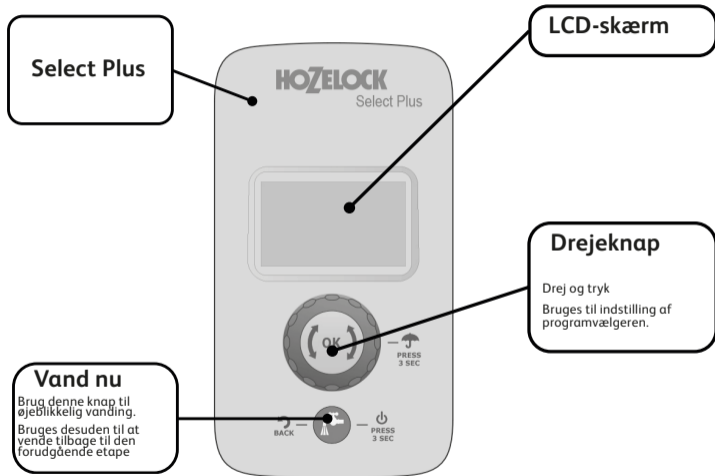 Select Plus
LCD-skærm
HOZELOCK
Select Plus
Drejeknap
Drej og tryk
Bruges til indstilling af
programvælgeren.
OK
PRESS
3 SEC
Vand nu
Brug denne knap til
øjeblikkelig vanding.
Bruges desuden til at
vende tilbage til den
forudgående etape
BACK
PRESS
3 SEC